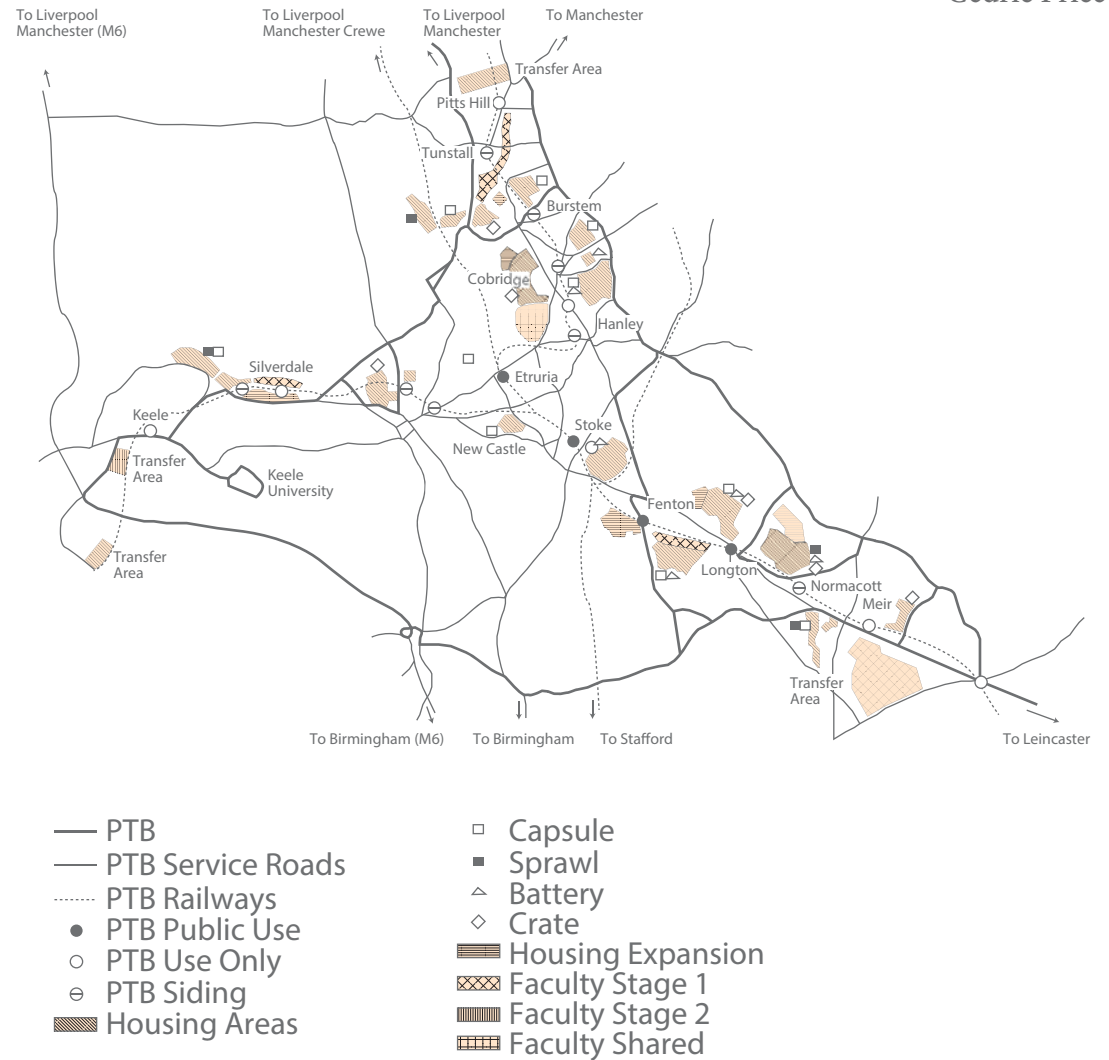 Cedric Price
To Liverpool
Manchester (M6)
To Liverpool
Manchester Crewe
To Liverpool
Manchester
To Manchester
Transfer Area
Pitts Hill
Tunstall
Burstem
Cobridge
Hanley
Silverdale
Etruria
Keele
Stoke
New Castle
Transfer
Area
Keele
University
Fenton
Transfer
Area
Longton
Normacott
Meir
Transfer
Area
To Birmingham (M6)
To Birmingham
To Stafford
To Leincaster
PTB
PTB Service Roads
PTB Railways
PTB Public Use
PTB Use Only
PTB Siding
Housing Areas
Capsule
Sprawl
Battery
Crate
Housing Expansion
Faculty Stage 1
Faculty Stage 2
Faculty Shared